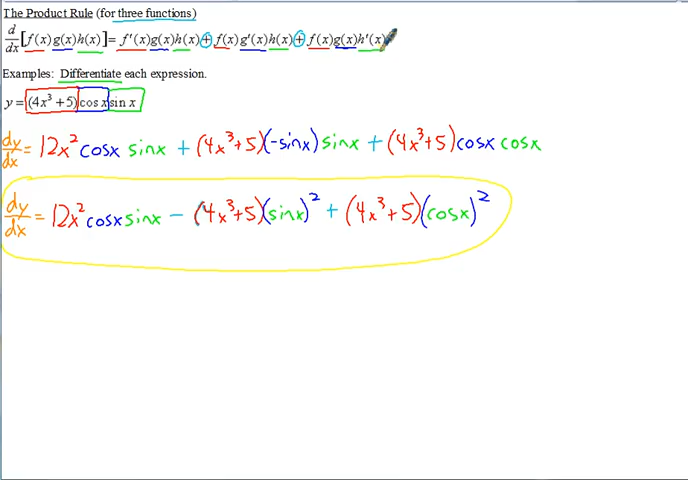 The Product Rule (for three functions)
d/dx [f(x)g(x)h(x)] = f'(x)g(x)h(x) + f(x)g'(x)h(x) + f(x)g(x)h'(x)
Examples: Differentiate each expression.
y = (4x³ + 5) cos x sin x
dy/dx = 12x² cosx sinx + (4x³+5)(-sinx) sinx + (4x³+5) cosx cosx
dy/dx = 12x² cosx sinx - (4x³+5)(sinx)² + (4x³+5)(cosx)²